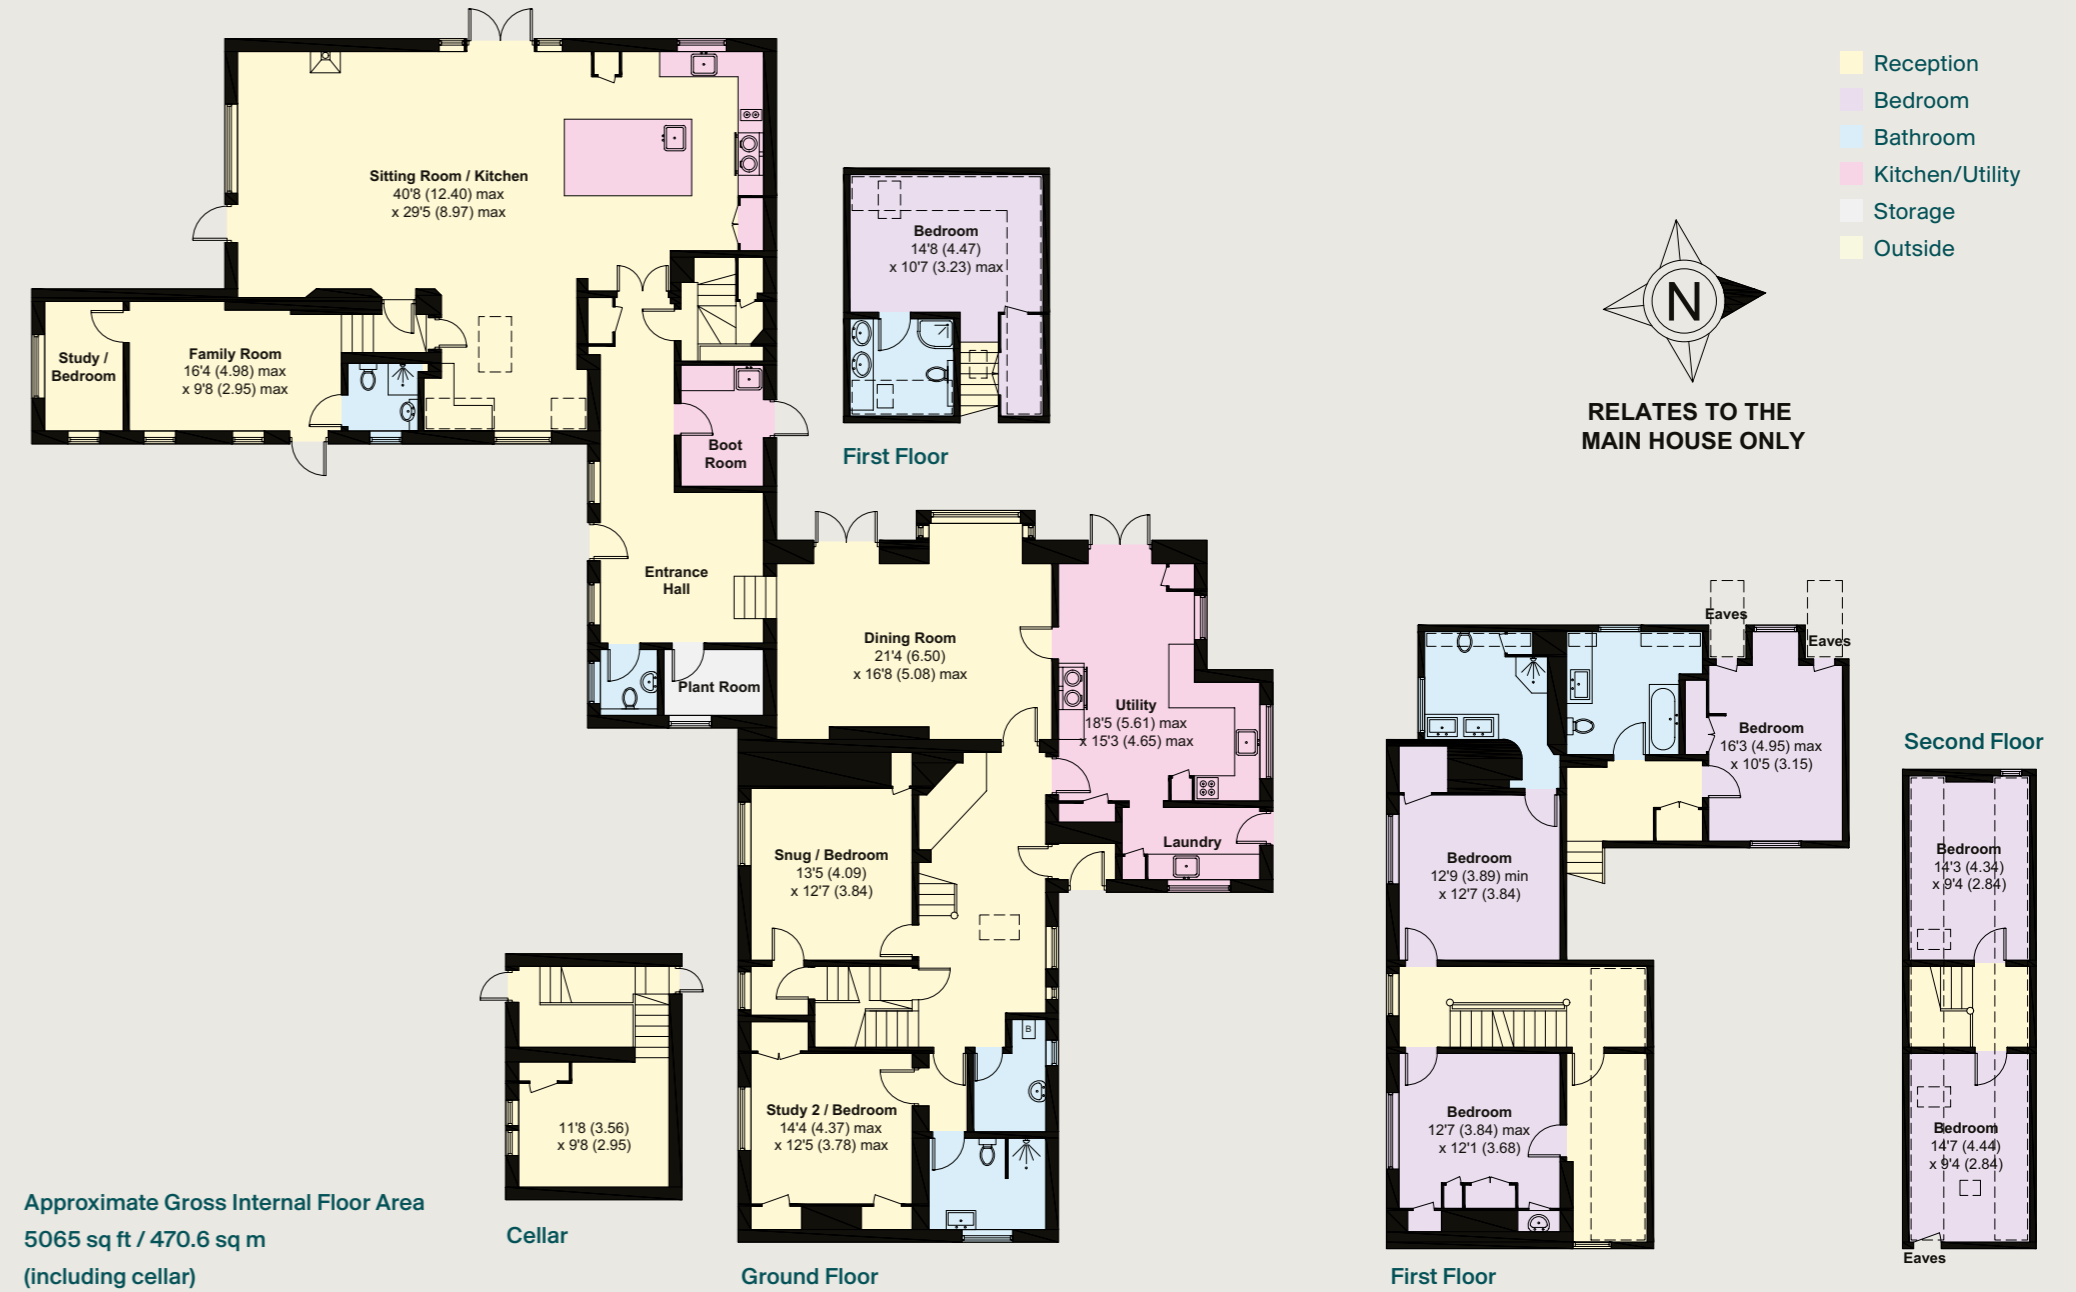 Reception
Bedroom
Bathroom
Kitchen/Utility
Storage
Outside
N
RELATES TO THE
MAIN HOUSE ONLY
Sitting Room / Kitchen
40'8 (12.40) max
x 29'5 (8.97) max
Study /
Bedroom
Family Room
16'4 (4.98) max
x 9'8 (2.95) max
Boot
Room
Entrance
Hall
Plant Room
Dining Room
21'4 (6.50)
x 16'8 (5.08) max
Utility
18'5 (5.61) max
x 15'3 (4.65) max
Laundry
Snug / Bedroom
13'5 (4.09)
x 12'7 (3.84)
B
Study 2 / Bedroom
14'4 (4.37) max
x 12'5 (3.78) max
Ground Floor
Bedroom
14'8 (4.47)
x 10'7 (3.23) max
First Floor
11'8 (3.56)
x 9'8 (2.95)
Cellar
Eaves
Eaves
Bedroom
16'3 (4.95) max
x 10'5 (3.15)
Bedroom
12'9 (3.89) min
x 12'7 (3.84)
Bedroom
12'7 (3.84) max
x 12'1 (3.68)
First Floor
Second Floor
Bedroom
14'3 (4.34)
x 9'4 (2.84)
Bedroom
14'7 (4.44)
x 9'4 (2.84)
Eaves
Approximate Gross Internal Floor Area
5065 sq ft / 470.6 sq m
(including cellar)